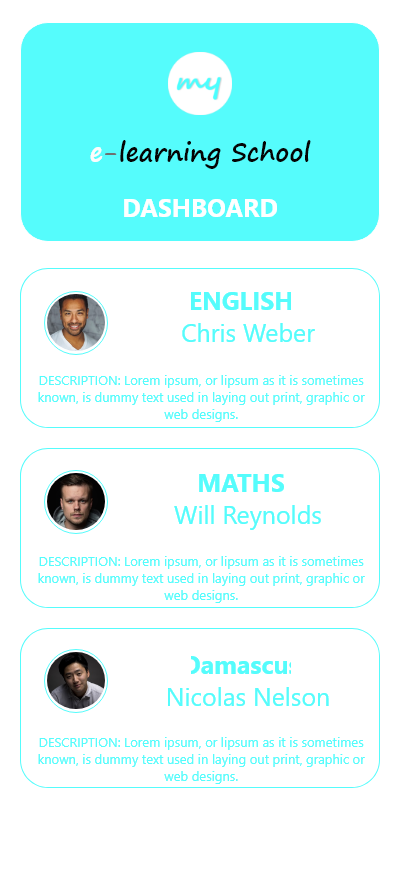 my
e-learning School
DASHBOARD
ENGLISH
Chris Weber
DESCRIPTION: Lorem ipsum, or lipsum as it is sometimes
known, is dummy text used in laying out print, graphic or
web designs.
MATHS
Will Reynolds
DESCRIPTION: Lorem ipsum, or lipsum as it is sometimes
known, is dummy text used in laying out print, graphic or
web designs.
Damascus
Nicolas Nelson
DESCRIPTION: Lorem ipsum, or lipsum as it is sometimes
known, is dummy text used in laying out print, graphic or
web designs.